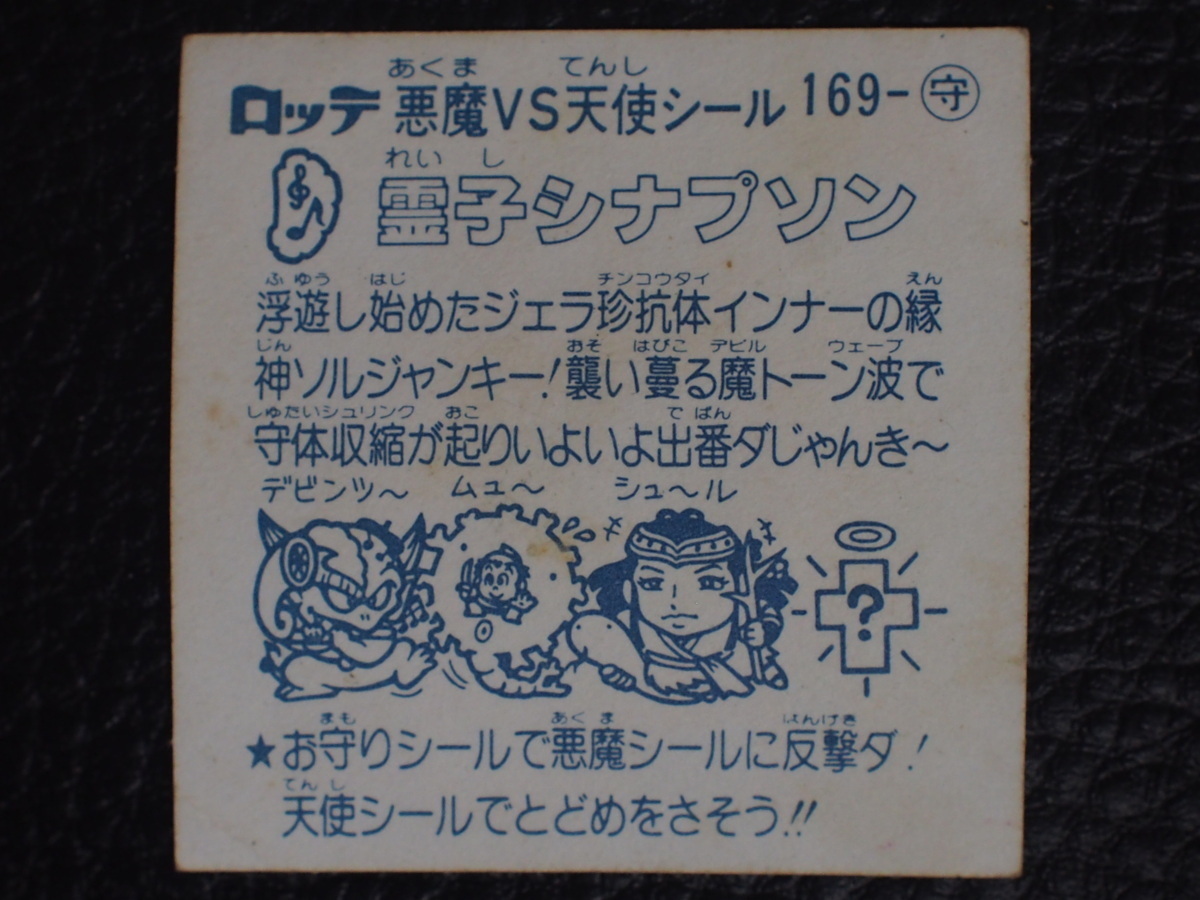 あくま てんし
ロッテ 悪魔VS天使シール 169-守
れい し
霊子シナプソン
ふ ゆう はじ チンコウタイ えん
浮遊し始めたジェラ珍抗体インナーの縁
じん おそ はびこ デビル ウェーブ
神ソルジャンキー!襲い蔓る魔トーン波で
しゅたいシュリンク おこ で ばん
守体収縮が起りいよいよ出番ダじゃんき〜
デビンツ〜 ムュ〜 シュ〜ル
?
まも あく ま はんげき
★お守りシールで悪魔シールに反撃ダ!
てん し
天使シールでとどめをさそう!!